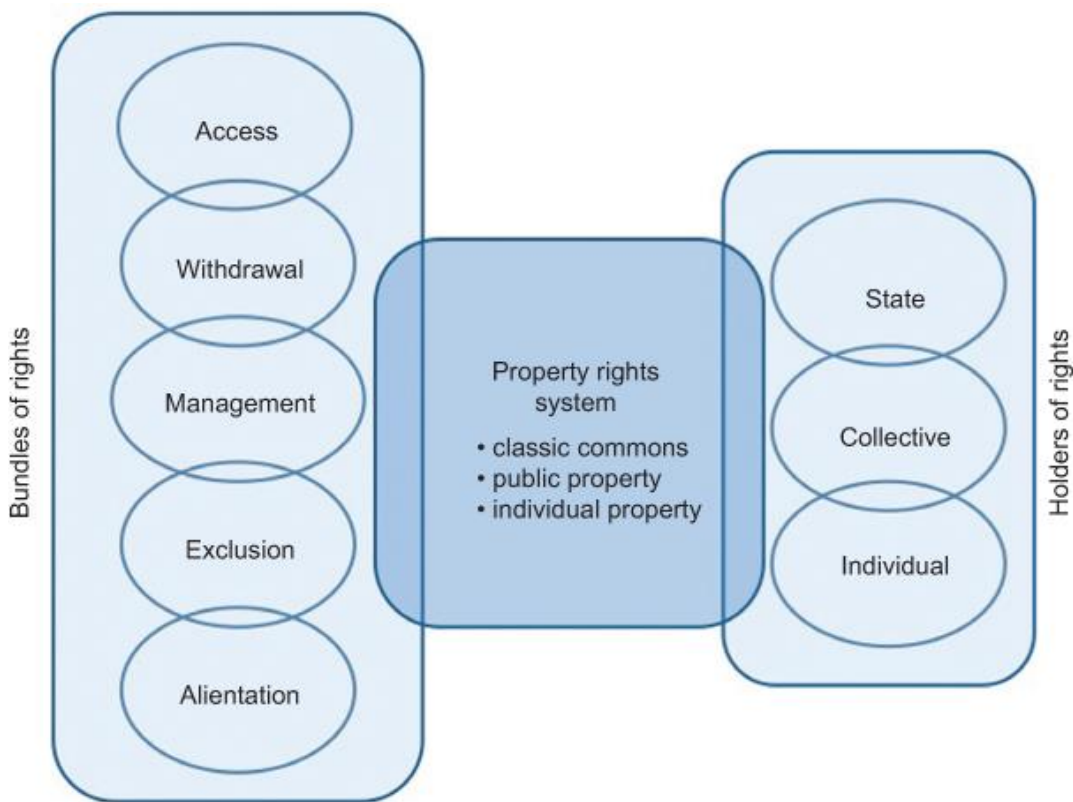 Bundles of rights
Access
Withdrawal
Management
Exclusion
Alientation
Property rights
system
• classic commons
• public property
• individual property
State
Collective
Individual
Holders of rights